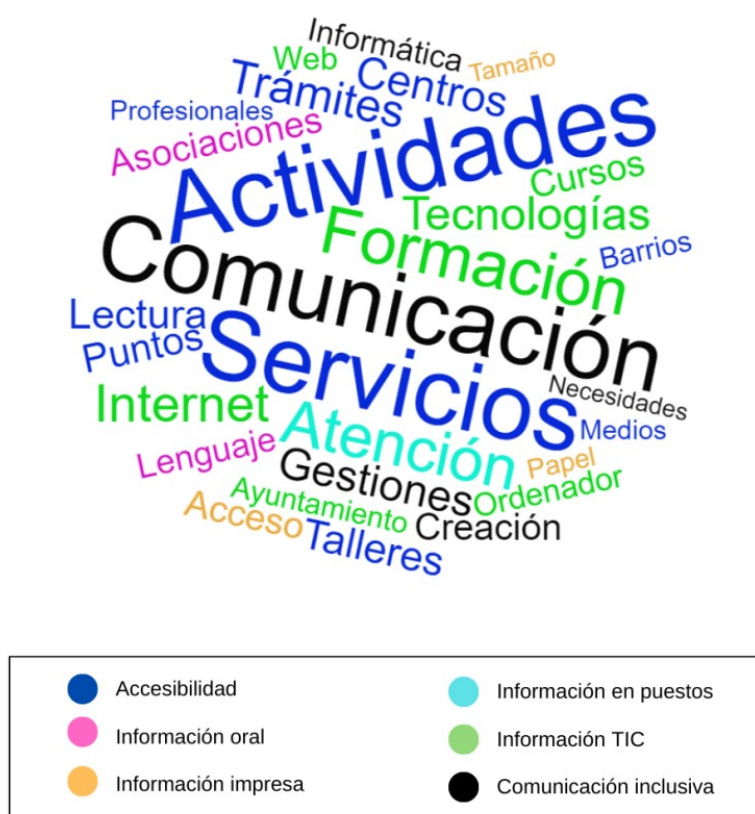 Informática
Web
Tamaño
Centros
Trámites
Profesionales
Asociaciones
Actividades
Cursos
Tecnologías
Formación
Barrios
Comunicación
Lectura
Puntos
Servicios
Necesidades
Internet
Atención
Medios
Lenguaje
Papel
Gestiones
Ordenador
Ayuntamiento
Acceso
Creación
Talleres
Accesibilidad
Información en puestos
Información oral
Información TIC
Información impresa
Comunicación inclusiva